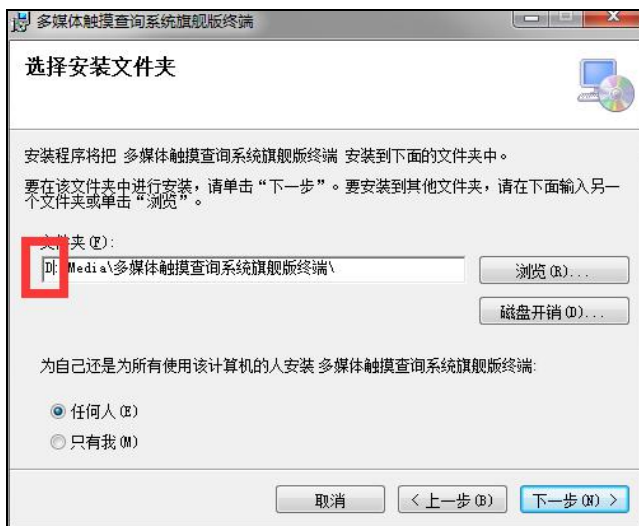 多媒体触摸查询系统旗舰版终端
选择安装文件夹
安装程序将把 多媒体触摸查询系统旗舰版终端 安装到下面的文件夹中。
要在该文件夹中进行安装，请单击“下一步”。要安装到其他文件夹，请在下面输入另一
个文件夹或单击“浏览”。
文件夹(F):
D:\Media\多媒体触摸查询系统旗舰版终端\
浏览(R)...
磁盘开销(D)...
为自己还是为所有使用该计算机的人安装 多媒体触摸查询系统旗舰版终端:
任何人(E)
只有我(M)
取消
< 上一步(B)
下一步(N) >